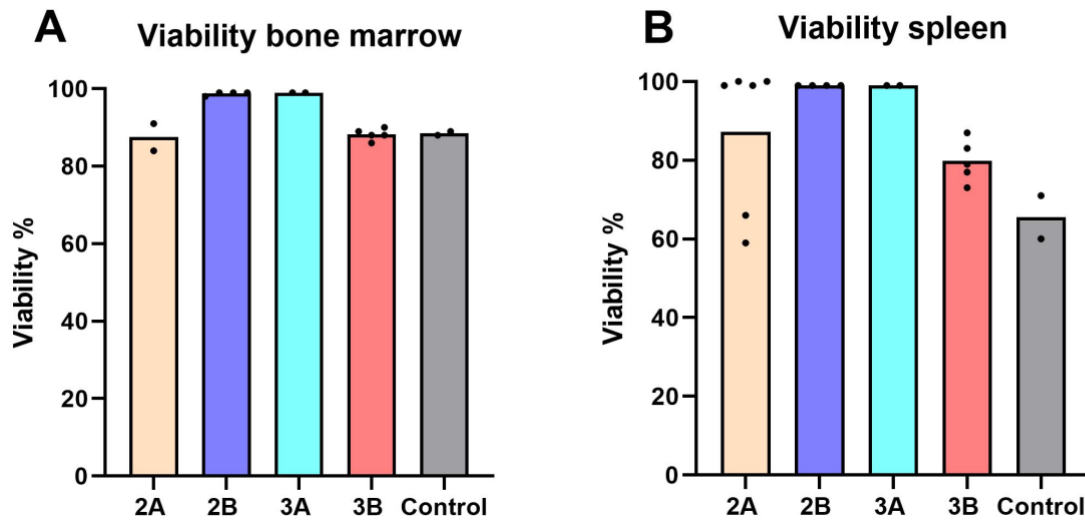 A
Viability bone marrow
Viability %
100
80
60
40
20
0
2A 2B 3A 3B Control
B
Viability spleen
Viability %
100
80
60
40
20
0
2A 2B 3A 3B Control